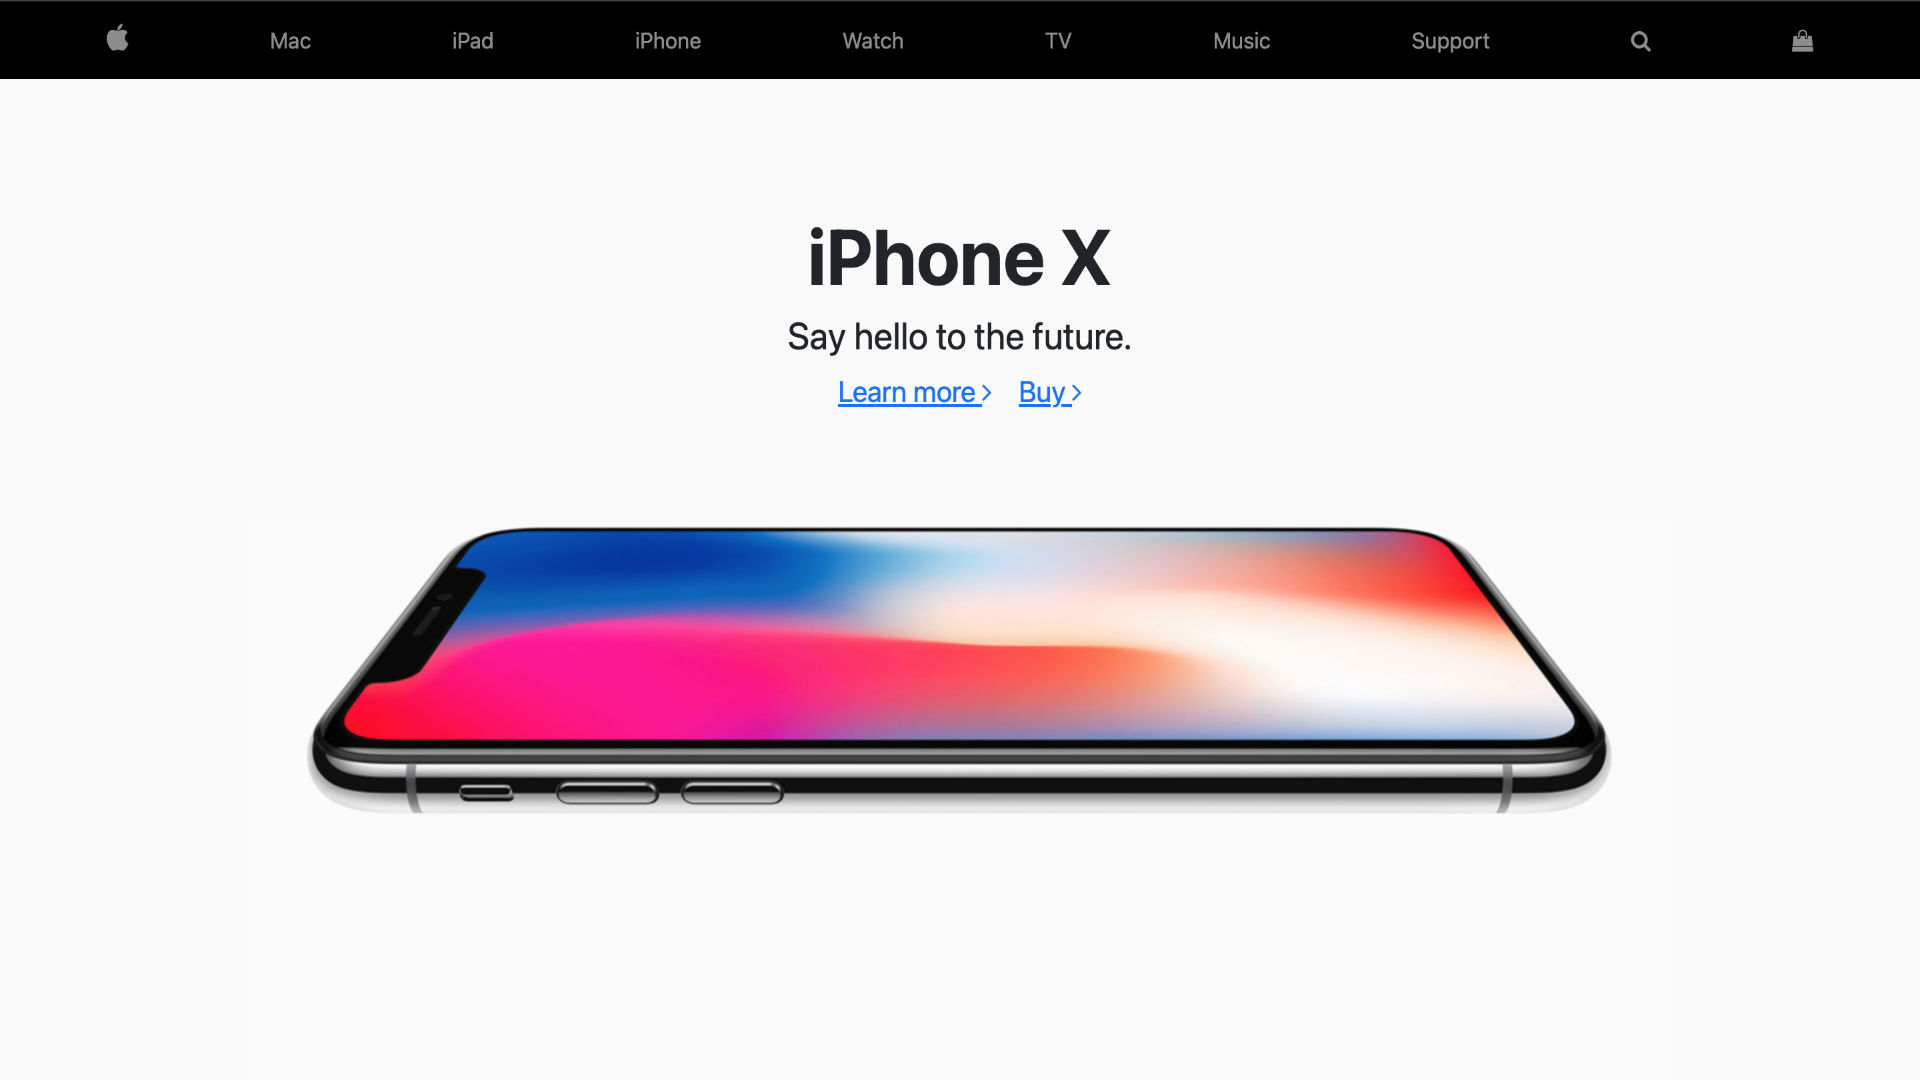 Mac iPad iPhone Watch TV Music Support
iPhone X
Say hello to the future.
Learn more > Buy >